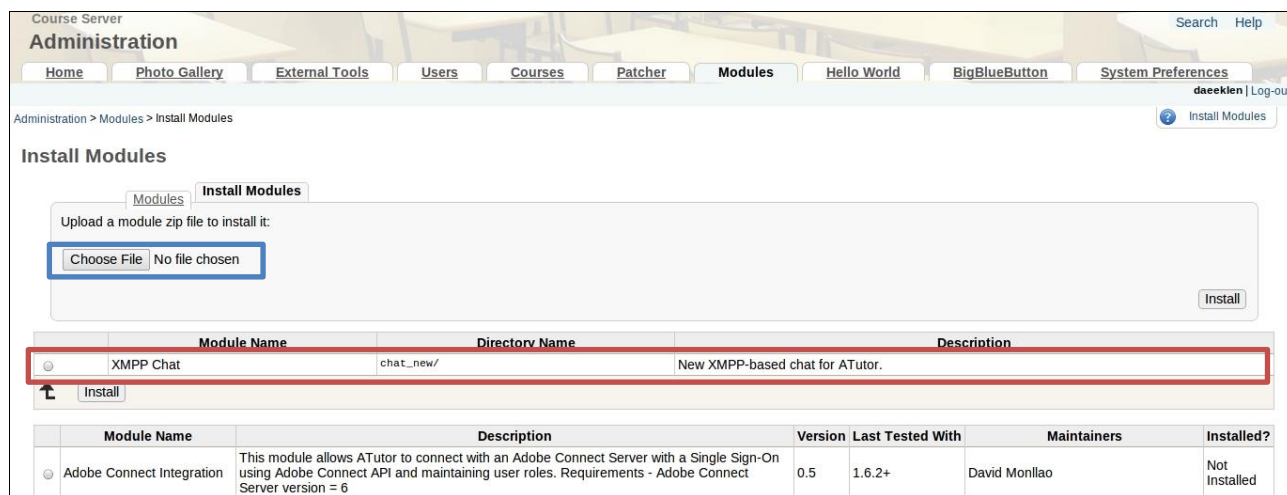 Course Server
Search Help
Administration
Home Photo Gallery External Tools Users Courses Patcher Modules Hello World BigBlueButton System Preferences
daeeklen | Log-ou
Administration > Modules > Install Modules
? Install Modules
Install Modules
Modules Install Modules
Upload a module zip file to install it:
Choose File No file chosen
Install
Module Name Directory Name Description
XMPP Chat chat_new/ New XMPP-based chat for ATutor.
Install
Module Name Description Version Last Tested With Maintainers Installed?
This module allows ATutor to connect with an Adobe Connect Server with a Single Sign-On
Adobe Connect Integration using Adobe Connect API and maintaining user roles. Requirements - Adobe Connect 0.5 1.6.2+ David Monllao Not
Server version = 6 Installed